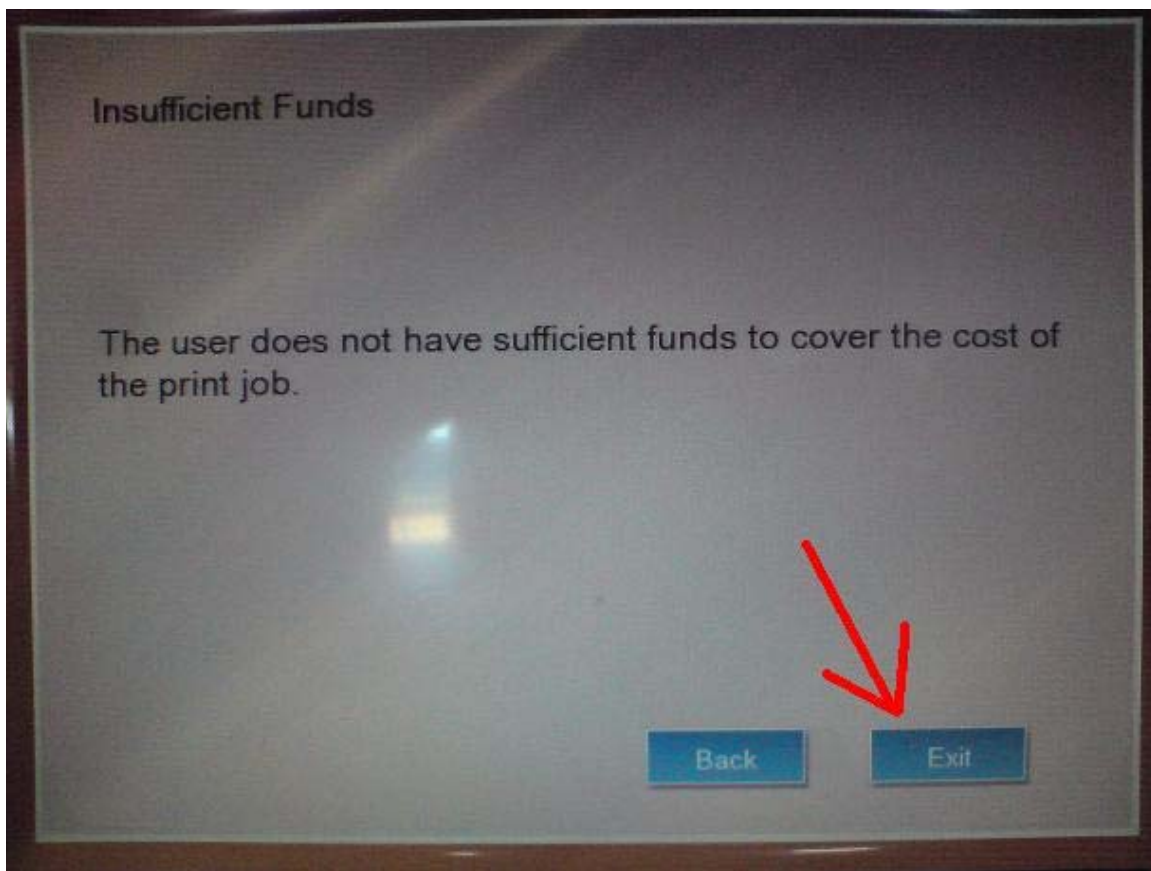 Insufficient Funds
The user does not have sufficient funds to cover the cost of
the print job.
Back
Exit